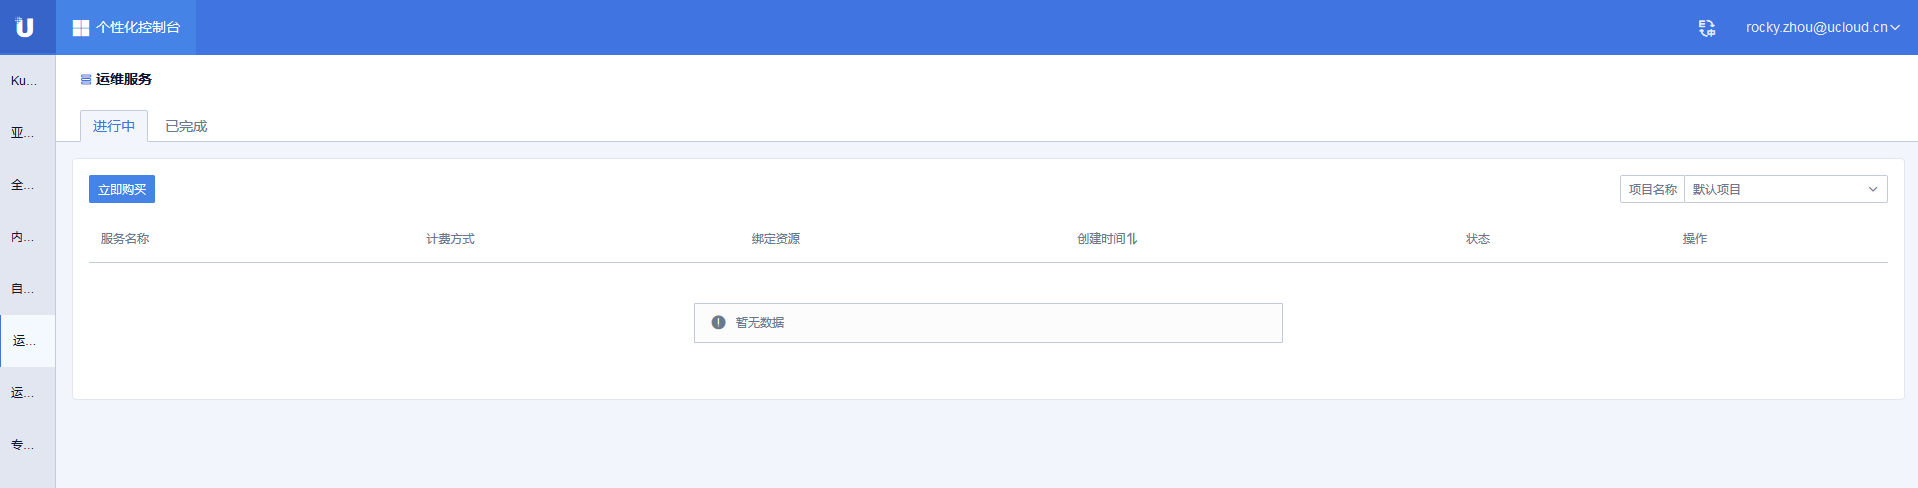 U
个性化控制台
rocky.zhou@ucloud.cn
Ku...
亚...
全...
内...
自...
运...
运...
专...
运维服务
进行中 已完成
立即购买
项目名称 默认项目
服务名称 计费方式 绑定资源 创建时间 状态 操作
暂无数据